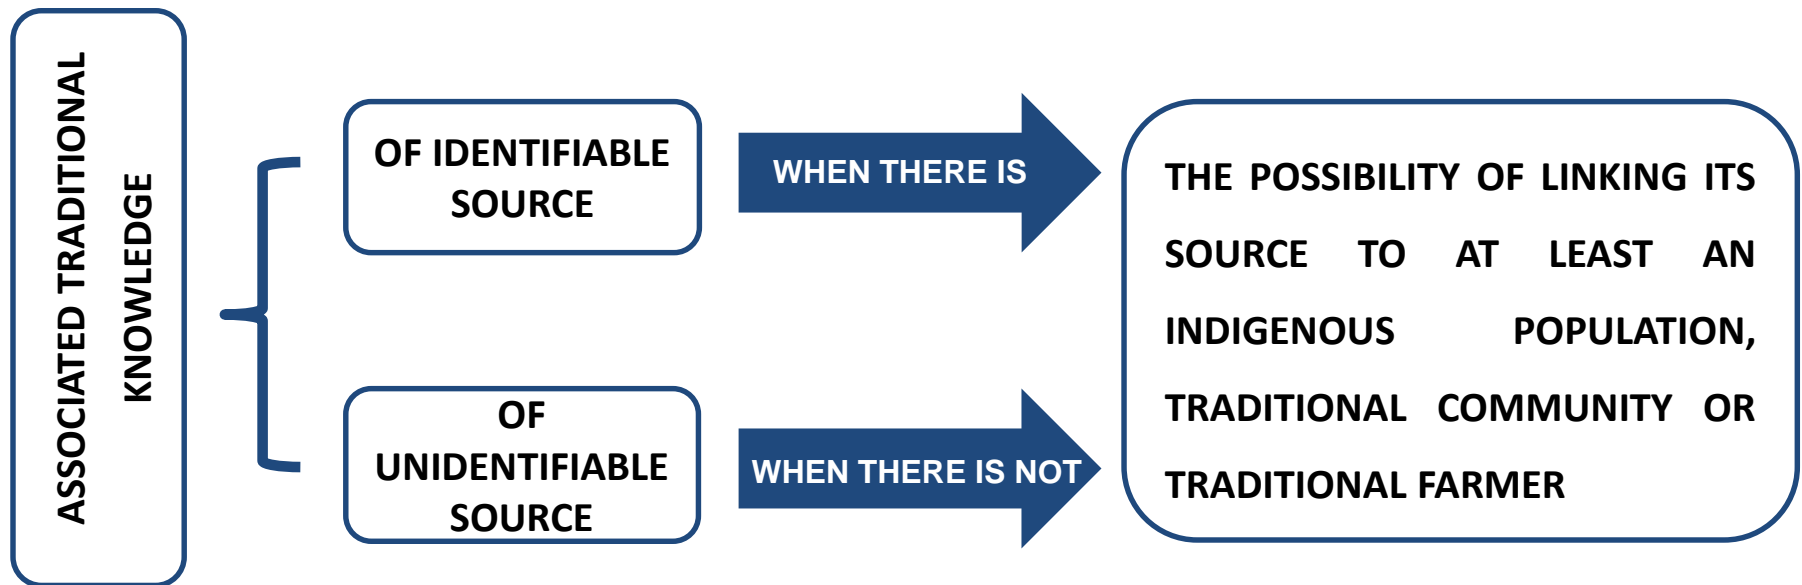 ASSOCIATED TRADITIONAL
KNOWLEDGE
OF IDENTIFIABLE
SOURCE
WHEN THERE IS
OF
UNIDENTIFIABLE
SOURCE
WHEN THERE IS NOT
THE POSSIBILITY OF LINKING ITS
SOURCE TO AT LEAST AN
INDIGENOUS POPULATION,
TRADITIONAL COMMUNITY OR
TRADITIONAL FARMER